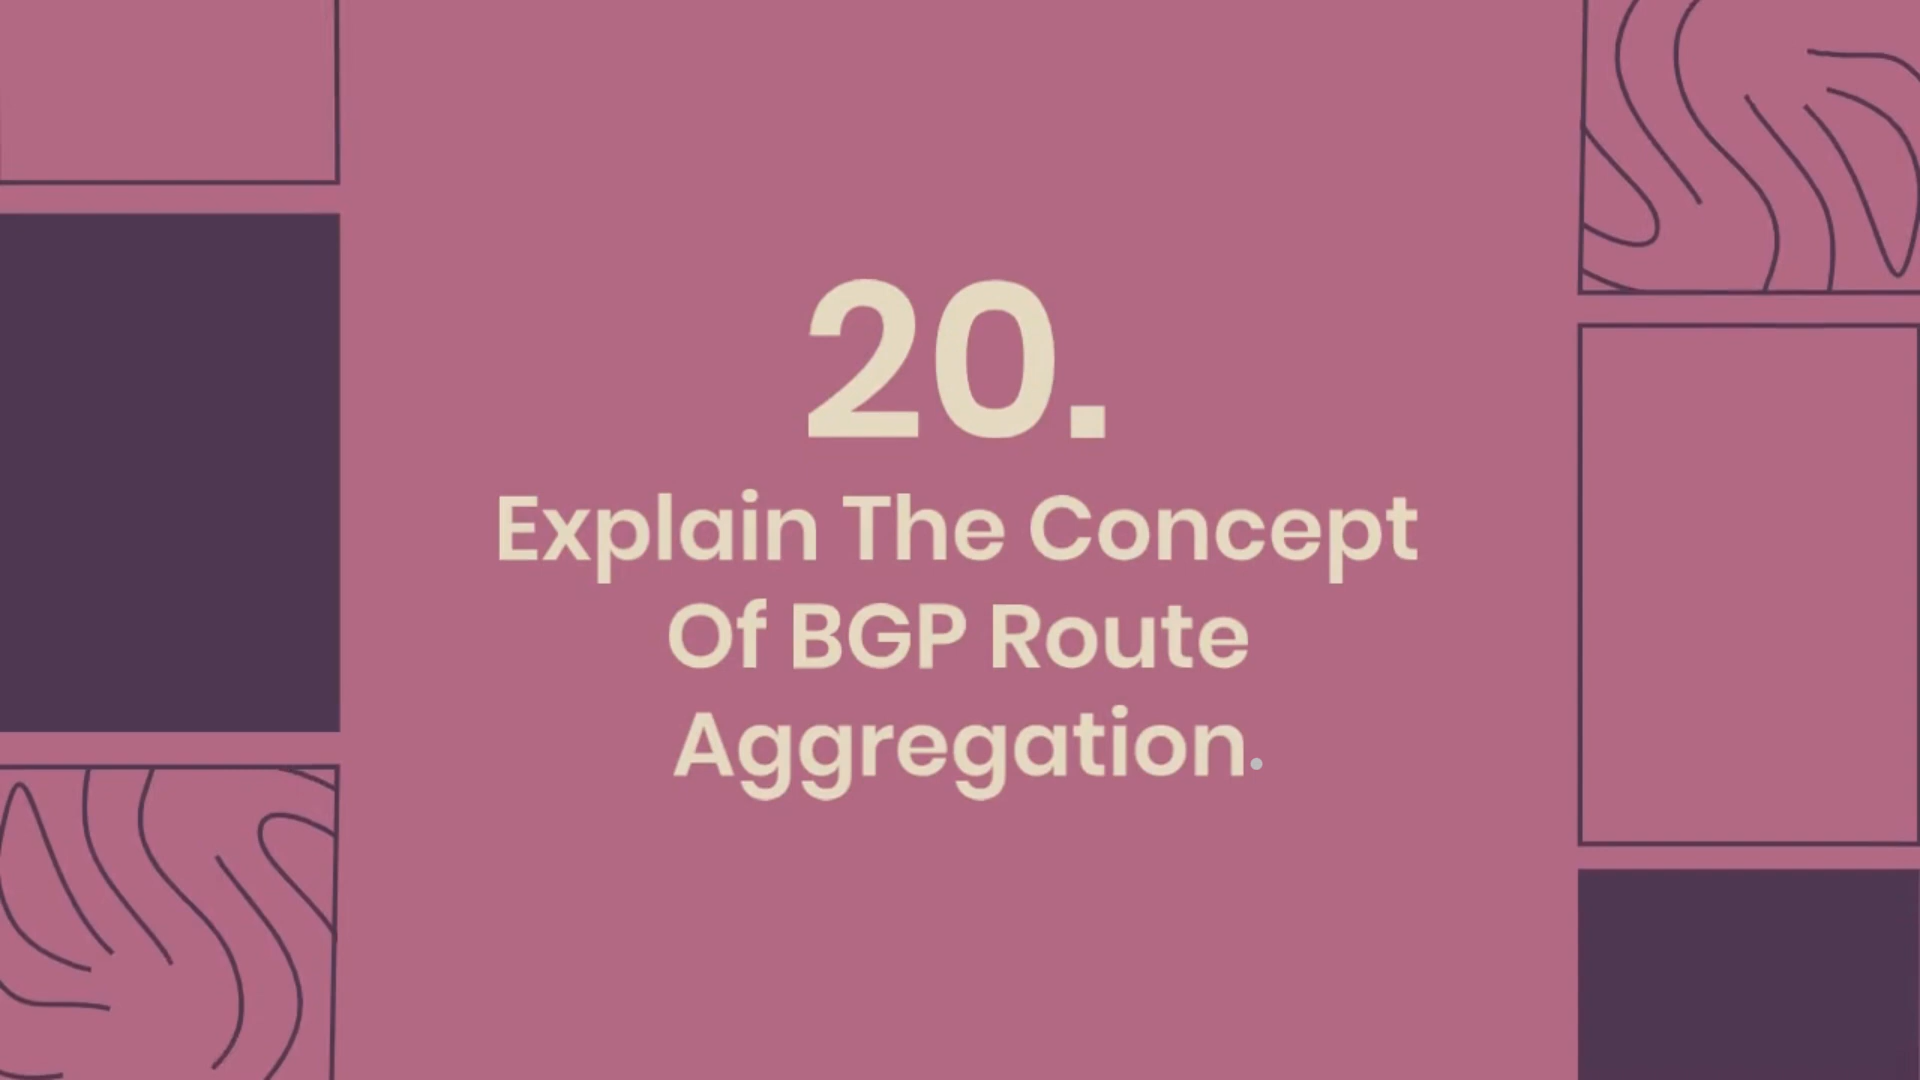 20.
Explain The Concept
Of BGP Route
Aggregation.